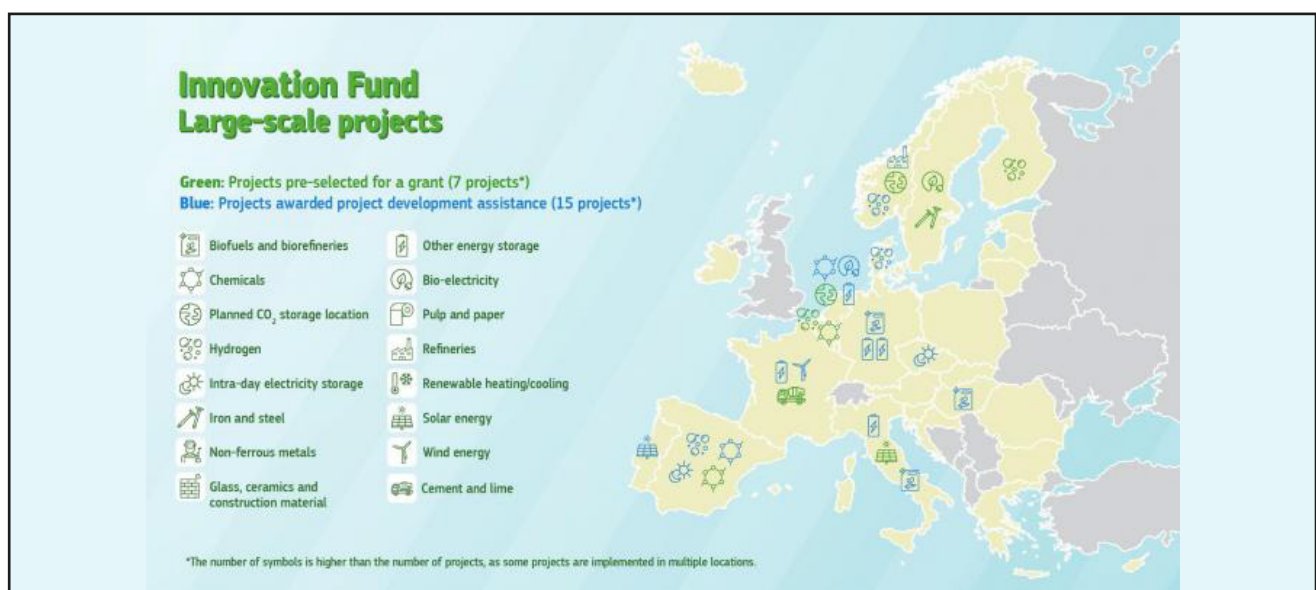 Innovation Fund
Large-scale projects
Green: Projects pre-selected for a grant (7 projects*)
Blue: Projects awarded project development assistance (15 projects*)
Biofuels and biorefineries
Chemicals
Planned CO₂ storage location
Hydrogen
Intra-day electricity storage
Iron and steel
Non-ferrous metals
Glass, ceramics and
construction material
Other energy storage
Bio-electricity
Pulp and paper
Refineries
Renewable heating/cooling
Solar energy
Wind energy
Cement and lime
*The number of symbols is higher than the number of projects, as some projects are implemented in multiple locations.